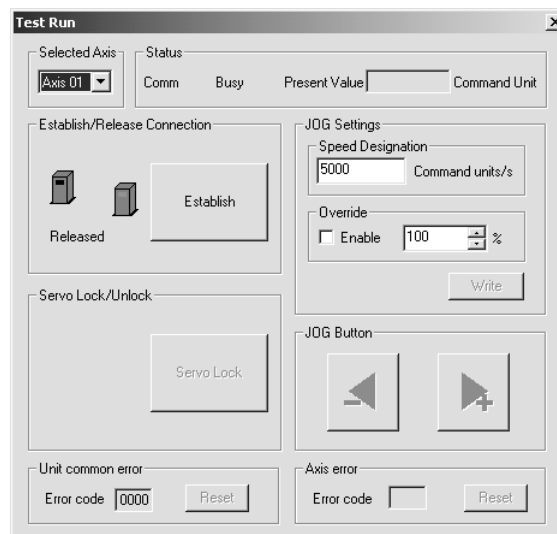 Test Run
Selected Axis
Axis 01
Status
Comm Busy Present Value Command Unit
Establish/Release Connection
Released
Establish
JOG Settings
Speed Designation
5000 Command units/s
Override
Enable 100 %
Write
Servo Lock/Unlock
Servo Lock
JOG Button
Unit common error
Error code 0000 Reset
Axis error
Error code Reset